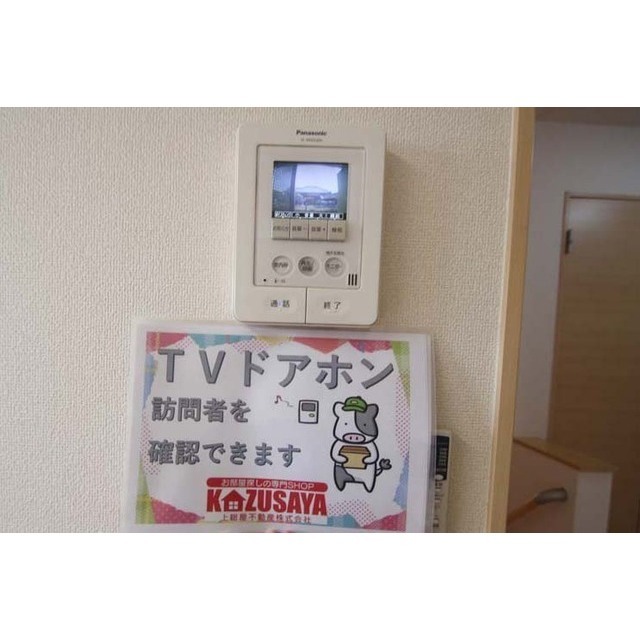 Panasonic
通話
終了
TVドアホン
訪問者を
確認できます
お部屋探しの専門SHOP
KAZUSAYA
上総屋不動産株式会社